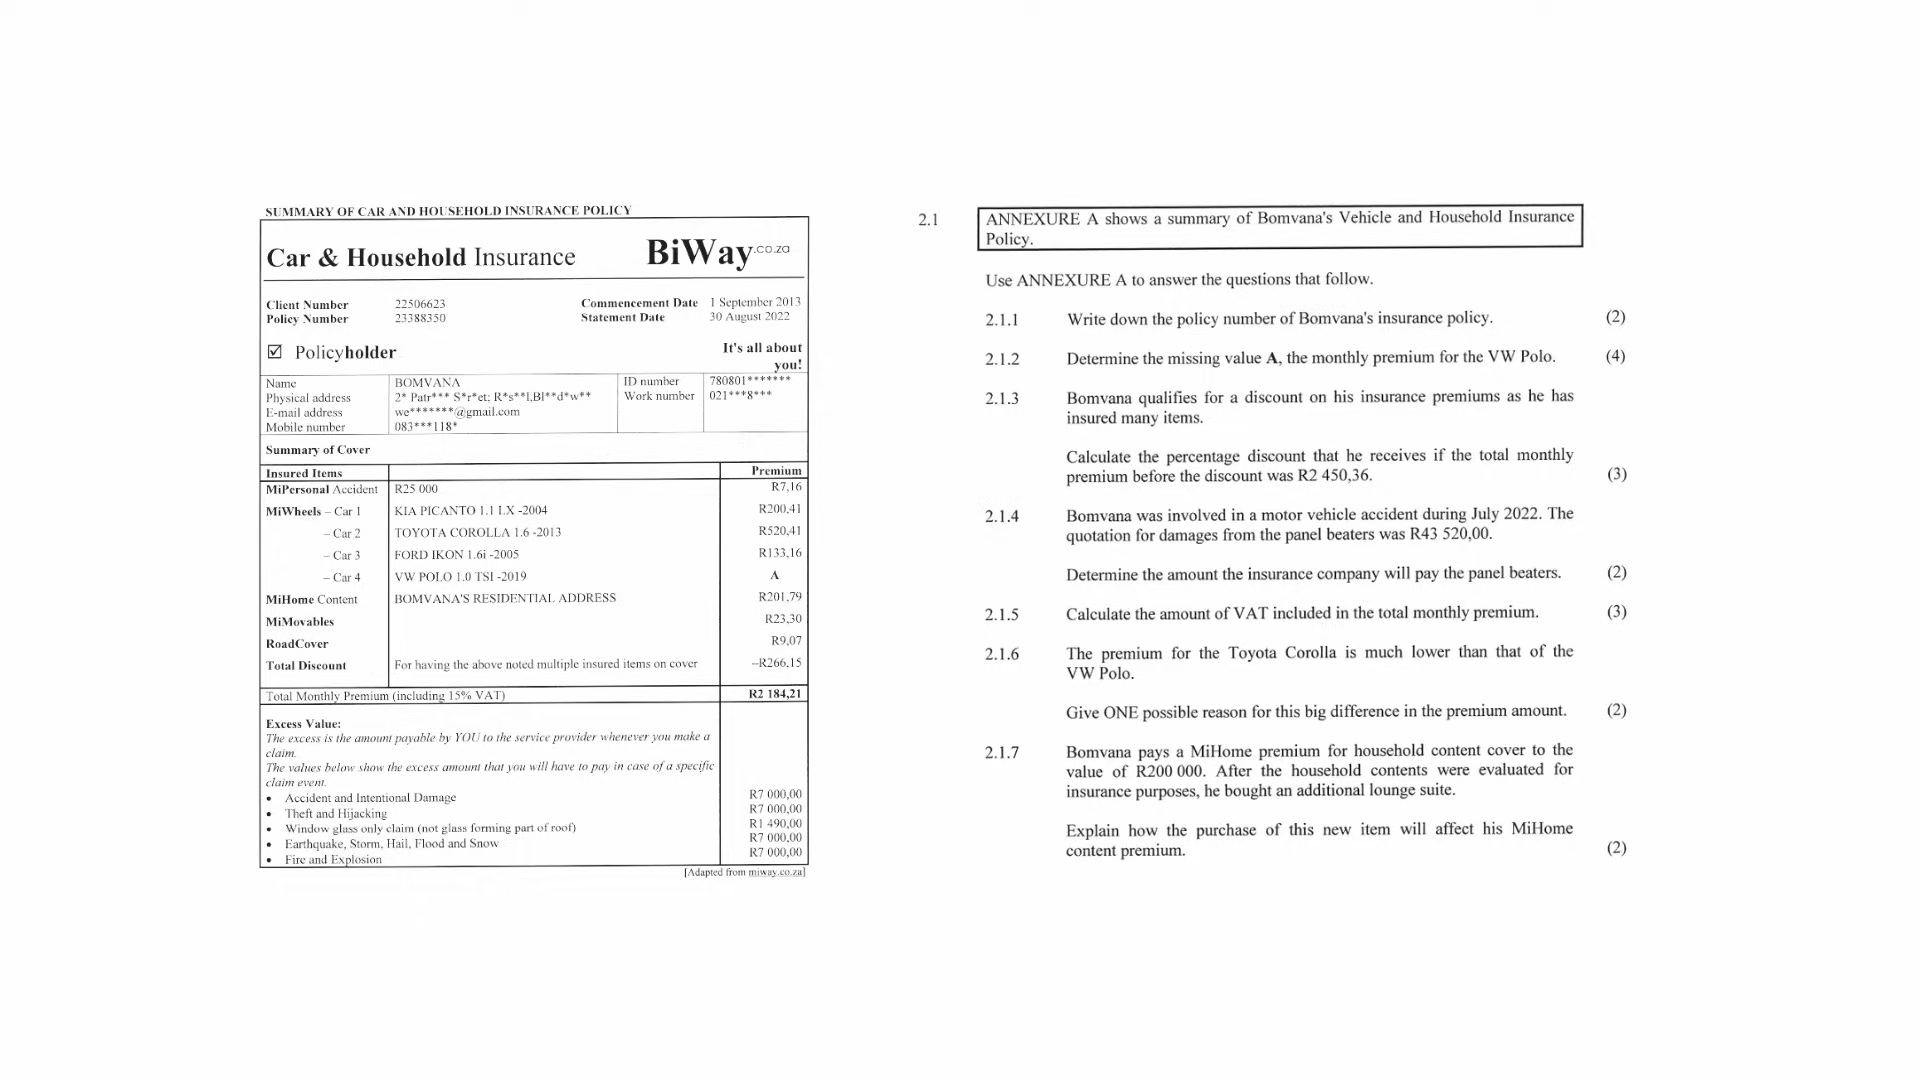 SUMMARY OF CAR AND HOUSEHOLD INSURANCE POLICY
Car & Household Insurance BiWay.co.za
Client Number 22506623 Commencement Date 1 September 2013
Policy Number 23388350 Statement Date 30 August 2022
☑ Policyholder It's all about you!
Name BOMVANA ID number 780801*******
Physical address 2* Patr*** S*r*et; R*s**l,Bl**d*w** Work number 021***8***
E-mail address we*******@gmail.com
Mobile number 083***118*
Summary of Cover
Insured Items Premium
MiPersonal Accident R25 000 R7,16
MiWheels – Car 1 KIA PICANTO 1.1 LX -2004 R200,41
– Car 2 TOYOTA COROLLA 1.6 -2013 R520,41
– Car 3 FORD IKON 1.6i -2005 R133,16
– Car 4 VW POLO 1.0 TSI -2019 A
MiHome Content BOMVANA'S RESIDENTIAL ADDRESS R201,79
MiMovables R23,30
RoadCover R9,07
Total Discount For having the above noted multiple insured items on cover –R266,15
Total Monthly Premium (including 15% VAT) R2 184,21
Excess Value:
The excess is the amount payable by YOU to the service provider whenever you make a
claim.
The values below show the excess amount that you will have to pay in case of a specific
claim event.
• Accident and Intentional Damage R7 000,00
• Theft and Hijacking R7 000,00
• Window glass only claim (not glass forming part of roof) R1 490,00
• Earthquake, Storm, Hail, Flood and Snow R7 000,00
• Fire and Explosion R7 000,00
[Adapted from miway.co.za]
2.1 ANNEXURE A shows a summary of Bomvana's Vehicle and Household Insurance
Policy.
Use ANNEXURE A to answer the questions that follow.
2.1.1 Write down the policy number of Bomvana's insurance policy. (2)
2.1.2 Determine the missing value A, the monthly premium for the VW Polo. (4)
2.1.3 Bomvana qualifies for a discount on his insurance premiums as he has
insured many items.
Calculate the percentage discount that he receives if the total monthly
premium before the discount was R2 450,36. (3)
2.1.4 Bomvana was involved in a motor vehicle accident during July 2022. The
quotation for damages from the panel beaters was R43 520,00.
Determine the amount the insurance company will pay the panel beaters. (2)
2.1.5 Calculate the amount of VAT included in the total monthly premium. (3)
2.1.6 The premium for the Toyota Corolla is much lower than that of the
VW Polo.
Give ONE possible reason for this big difference in the premium amount. (2)
2.1.7 Bomvana pays a MiHome premium for household content cover to the
value of R200 000. After the household contents were evaluated for
insurance purposes, he bought an additional lounge suite.
Explain how the purchase of this new item will affect his MiHome
content premium. (2)